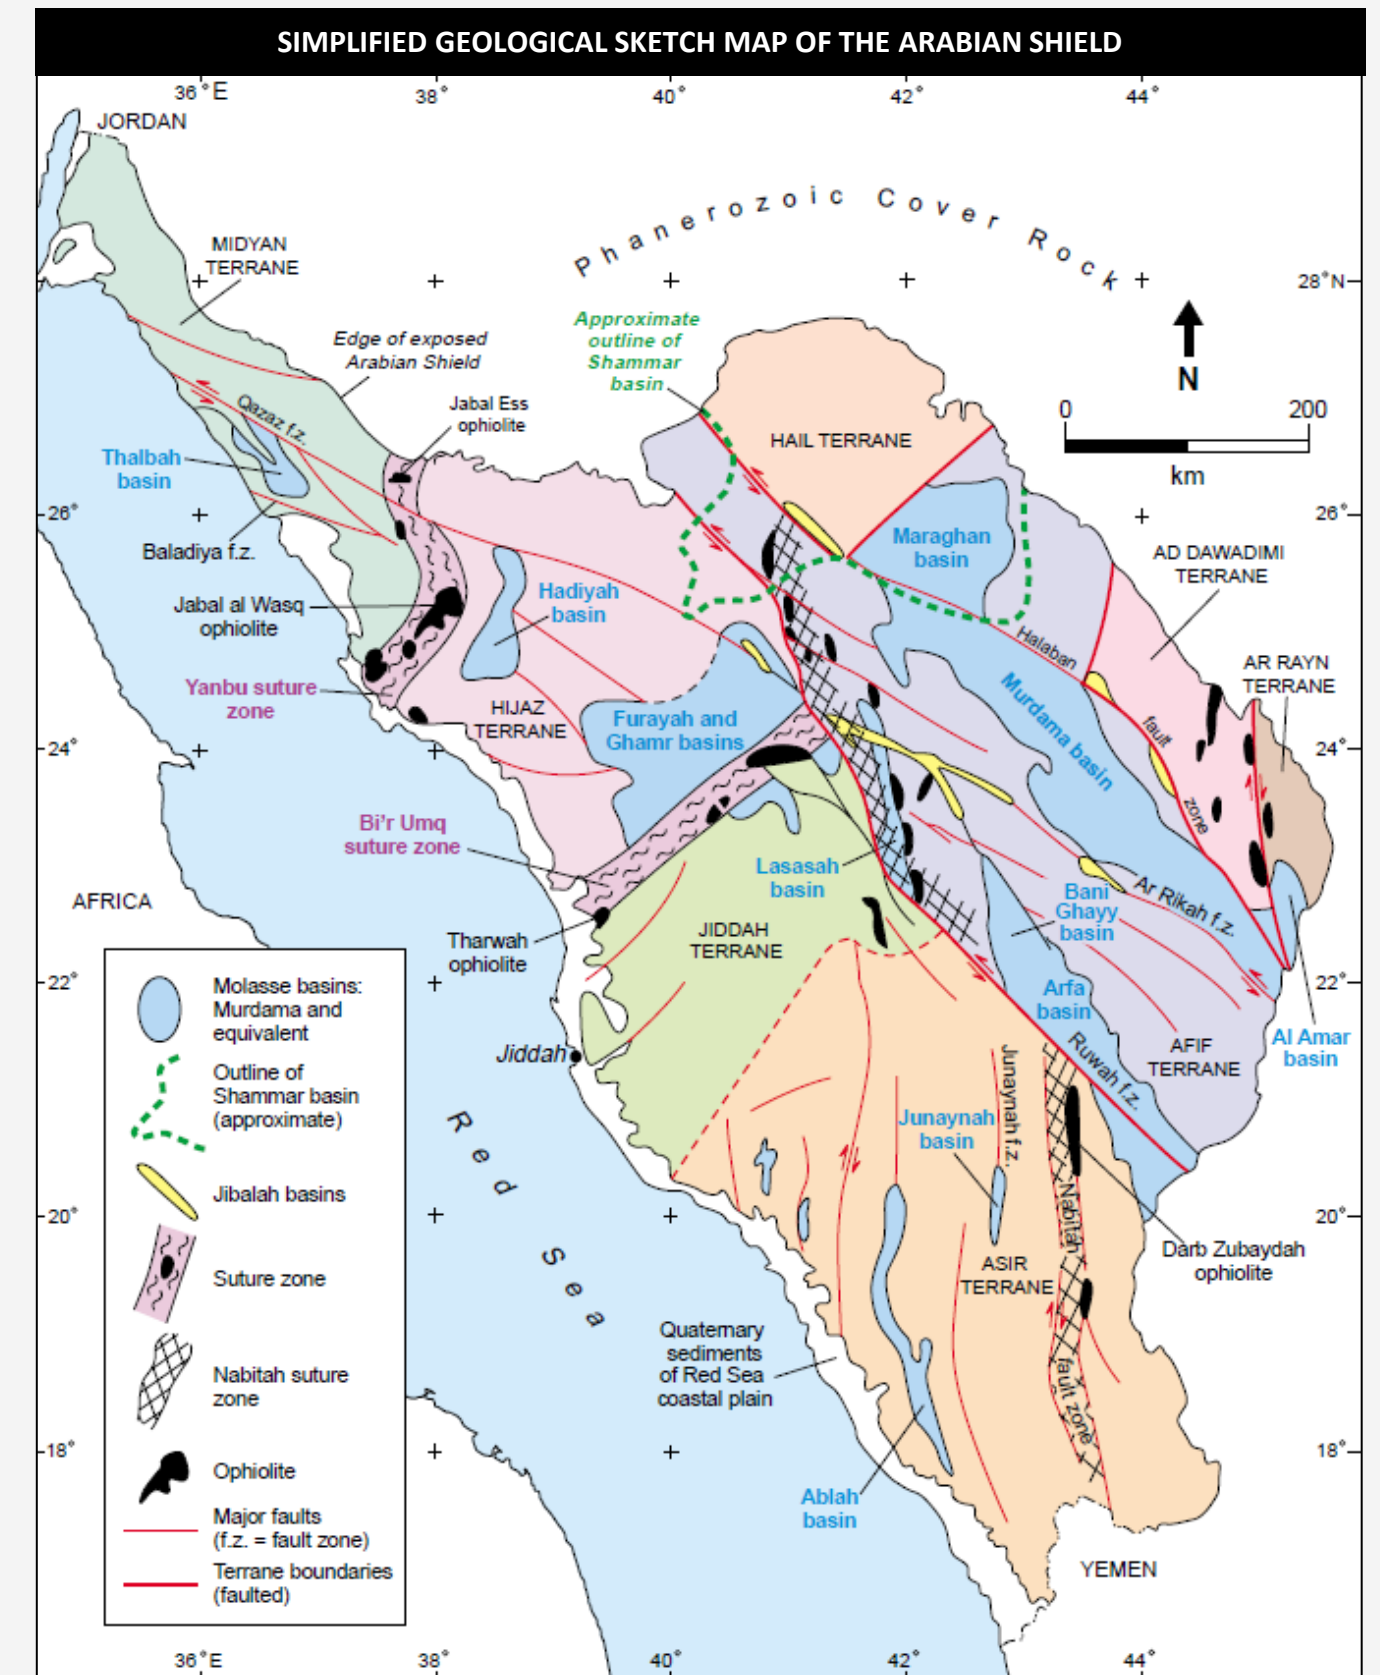 SIMPLIFIED GEOLOGICAL SKETCH MAP OF THE ARABIAN SHIELD
36°E
38°
40°
42°
44°
JORDAN
Phanerozoic Cover Rock
MIDYAN
TERRANE
28°N
Approximate
outline of
Shammar
basin
Edge of exposed
Arabian Shield
N
0
200
km
Jabal Ess
ophiolite
Qazaz f.z.
HAIL TERRANE
Thalbah
basin
26°
26°
Maraghan
basin
Baladiya f.z.
AD DAWADIMI
TERRANE
Hadiyah
basin
Jabal al Wasq
ophiolite
Halaban
fault
zone
AR RAYN
TERRANE
Yanbu suture
zone
HIJAZ
TERRANE
Furayah and
Ghamr basins
Murdama basin
24°
24°
Bi'r Umq
suture zone
Lasasah
basin
Bani
Ghayy
basin
Ar Rikah f.z.
AFRICA
JIDDAH
TERRANE
Tharwah
ophiolite
22°
22°
Arfa
basin
Al Amar
basin
AFIF
TERRANE
Ruwah f.z.
Jiddah
Junaynah f.z.
Junaynah
basin
Red Sea
Nabitah
fault zone
20°
20°
Darb Zubaydah
ophiolite
ASIR
TERRANE
Quaternary
sediments
of Red Sea
coastal plain
18°
18°
Ablah
basin
YEMEN
Molasse basins:
Murdama and
equivalent
Outline of
Shammar basin
(approximate)
Jibalah basins
Suture zone
Nabitah suture
zone
Ophiolite
Major faults
(f.z. = fault zone)
Terrane boundaries
(faulted)
36°E
38°
40°
42°
44°